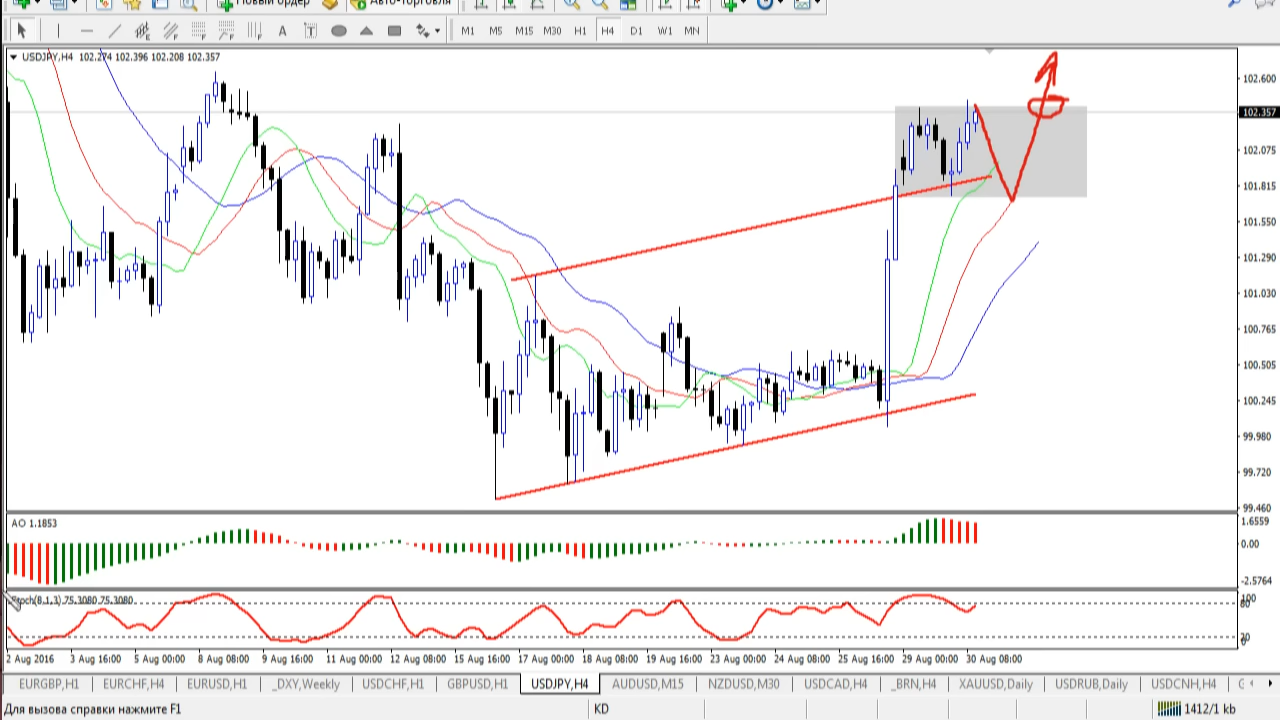 Новый ордер Авто-торговля
M1 M5 M15 M30 H1 H4 D1 W1 MN
USDJPY,H4 102.274 102.396 102.208 102.357
102.600
102.357
102.075
101.815
101.550
101.290
101.030
100.765
100.505
100.245
99.980
99.720
99.460
AO 1.1853
1.6559
0.00
-2.5764
Stoch(8,1,3) 75.3080 75.3080
100
80
20
0
2 Aug 2016 3 Aug 16:00 5 Aug 00:00 8 Aug 08:00 9 Aug 16:00 11 Aug 00:00 12 Aug 08:00 15 Aug 16:00 17 Aug 00:00 18 Aug 08:00 19 Aug 16:00 23 Aug 00:00 24 Aug 08:00 25 Aug 16:00 29 Aug 00:00 30 Aug 08:00
EURGBP,H1 EURCHF,H4 EURUSD,H1 _DXY,Weekly USDCHF,H1 GBPUSD,H1 USDJPY,H4 AUDUSD,M15 NZDUSD,M30 USDCAD,H4 _BRN,H4 XAUUSD,Daily USDRUB,Daily USDCNH,H4
Для вызова справки нажмите F1 KD 1412/1 kb